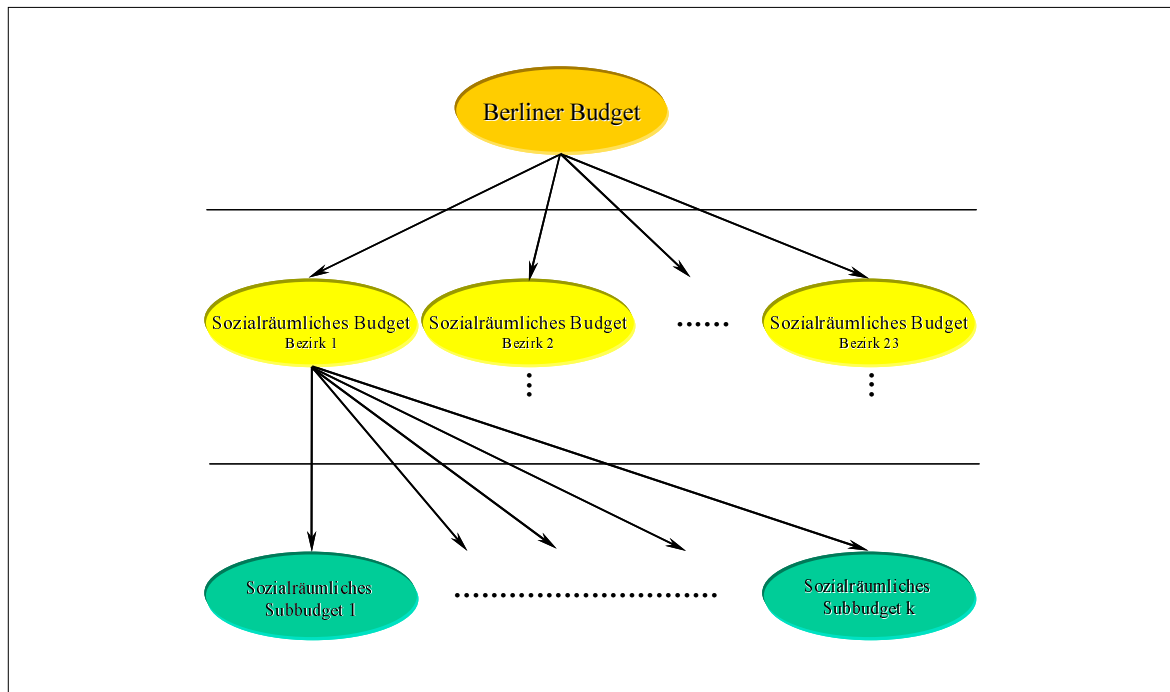 Berliner Budget
Sozialräumliches Budget
Bezirk 1
Sozialräumliches Budget
Bezirk 2
......
Sozialräumliches Budget
Bezirk 23
Sozialräumliches
Subbudget 1
Sozialräumliches
Subbudget k